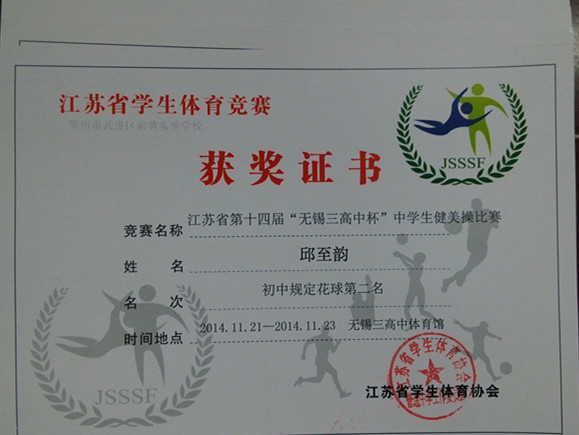 江苏省学生体育竞赛
常州市武进区前黄实验学校
获奖证书
JSSSF
竞赛名称 江苏省第十四届“无锡三高中杯”中学生健美操比赛
姓 名 邱至韵
名 次 初中规定花球第二名
时间地点 2014.11.21—2014.11.23 无锡三高中体育馆
JSSSF
江苏省学生体育协会
江苏省学生体育协会